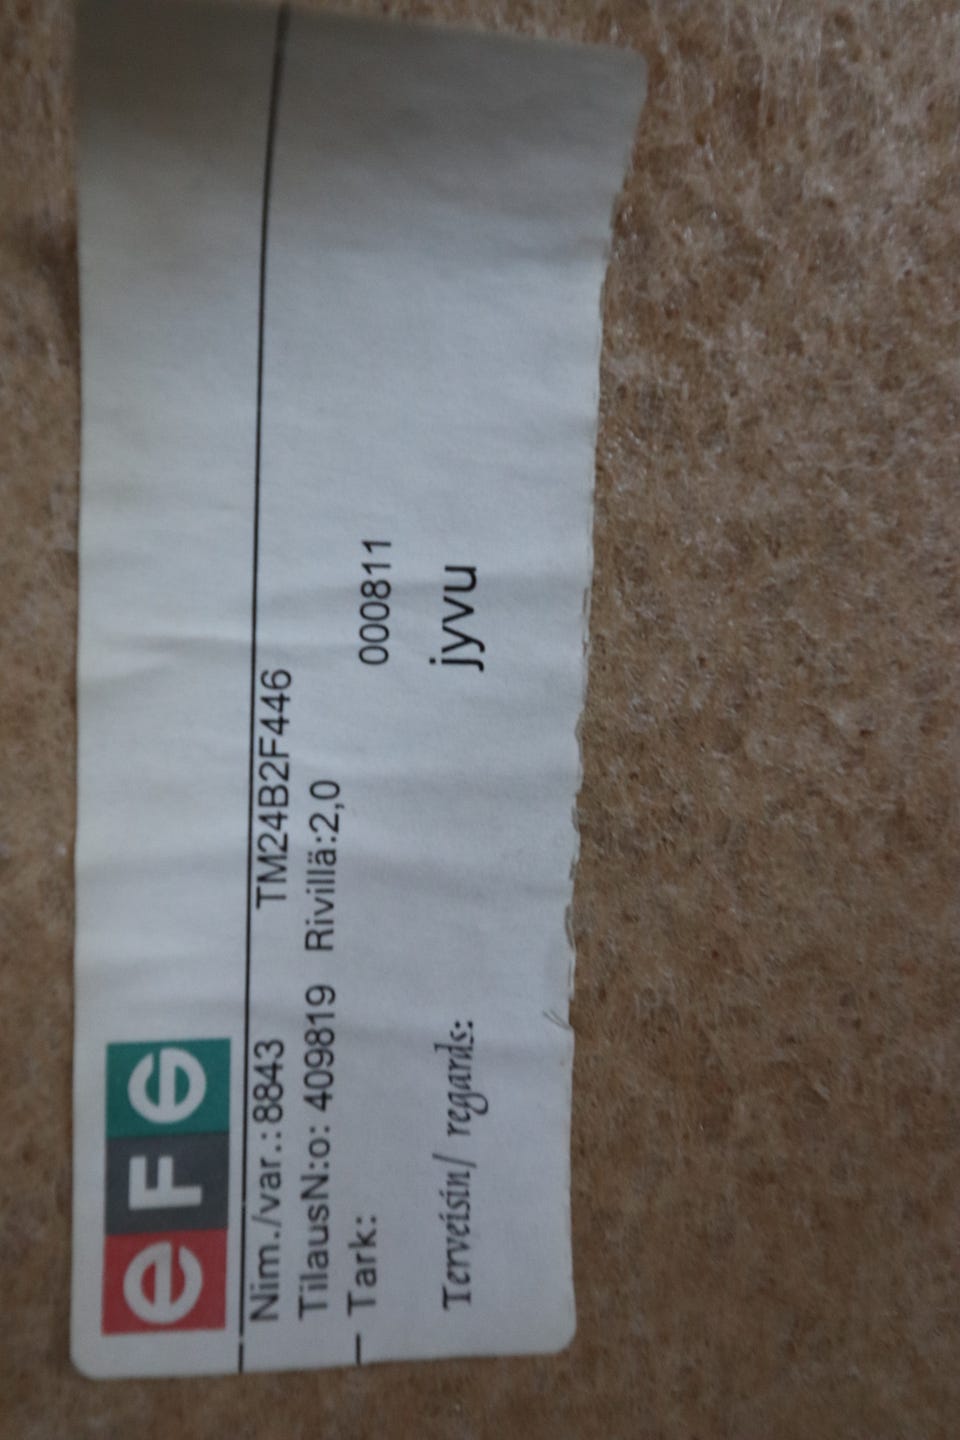 eFG
Nim./var.: 8843 TM24B2F446
TilausN:o: 409819 Rivillä:2,0
Tark: 000811
Terveisin/ regards: jyvu